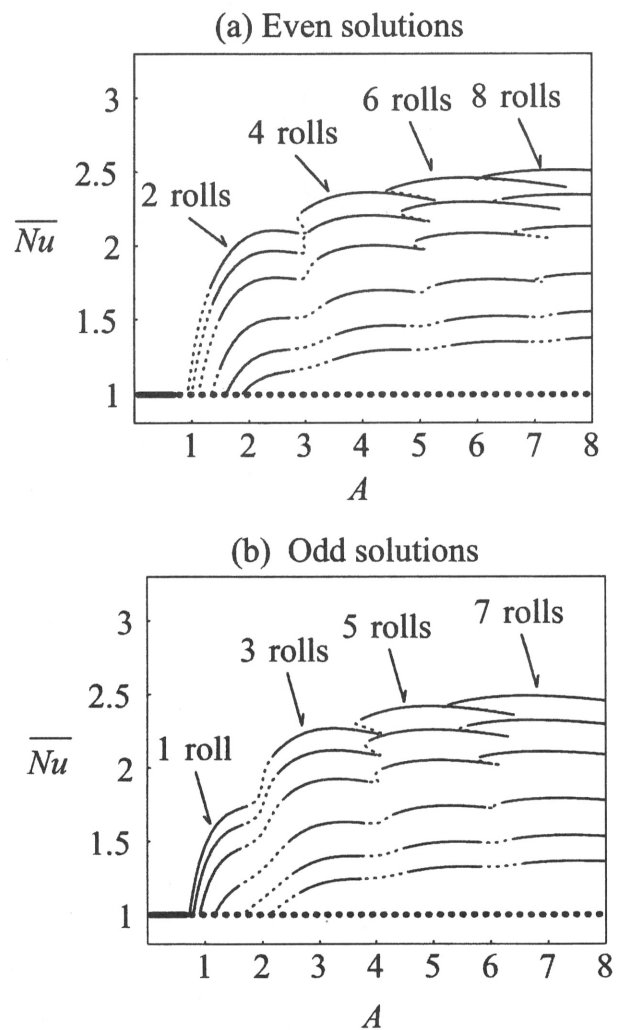 (a) Even solutions
3
6 rolls 8 rolls
4 rolls
2.5
2 rolls
Nu
2
1.5
1
1 2 3 4 5 6 7 8
A
(b) Odd solutions
3
7 rolls
5 rolls
3 rolls
2.5
1 roll
Nu
2
1.5
1
1 2 3 4 5 6 7 8
A